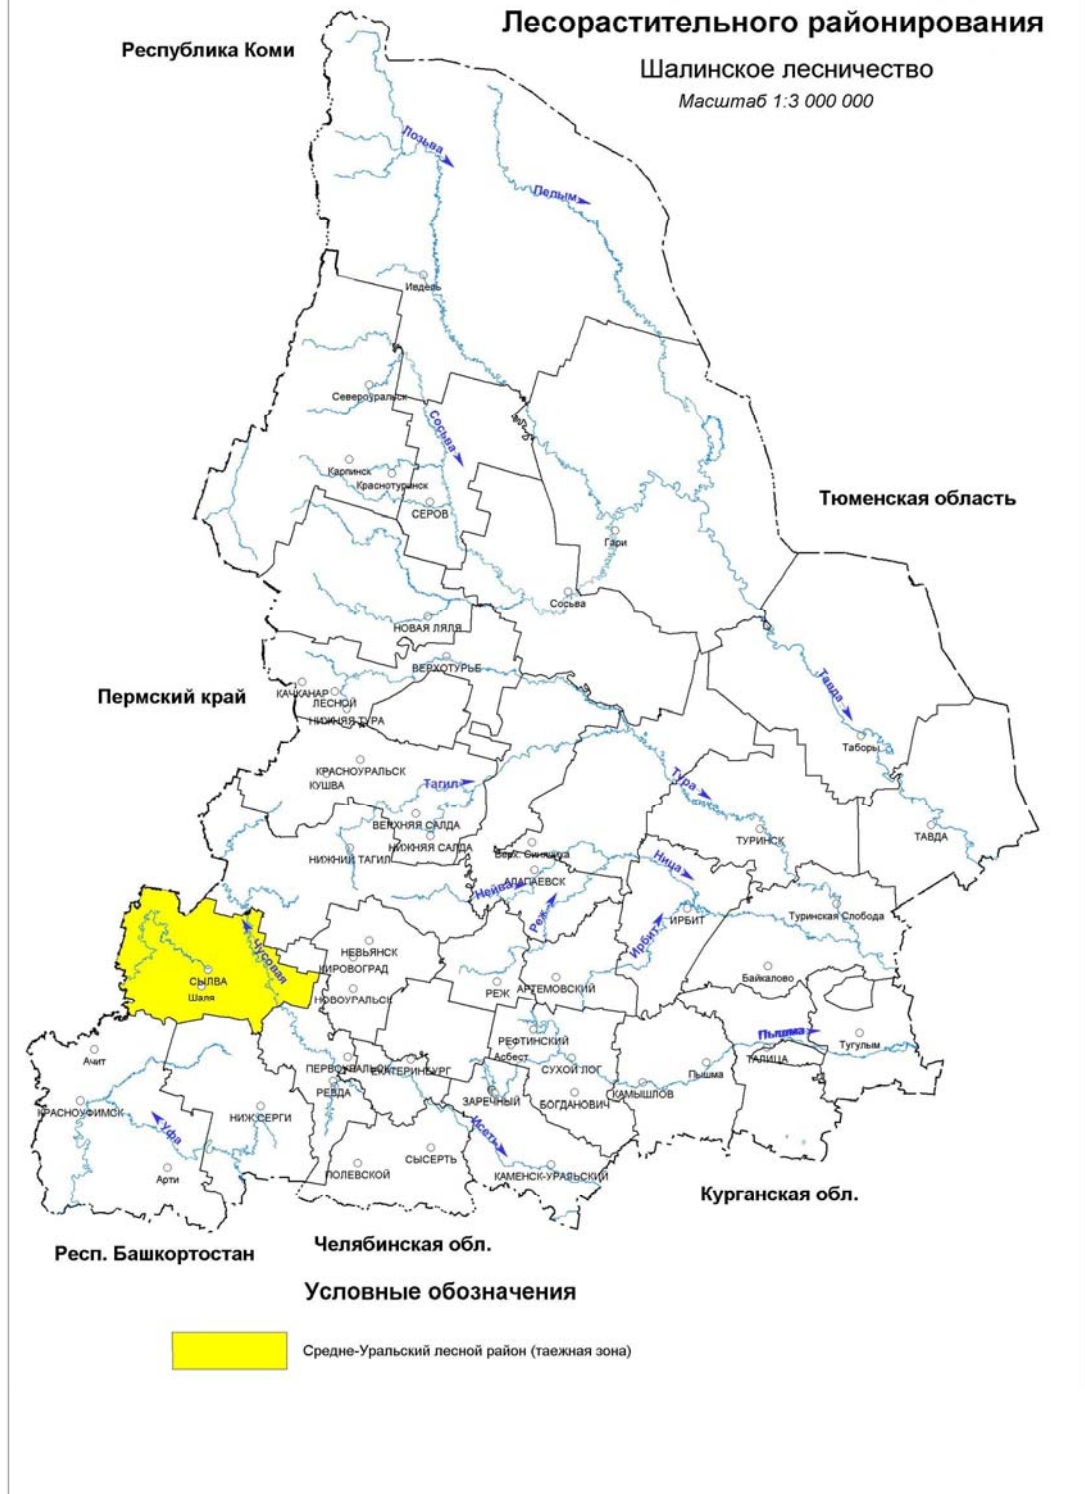 Лесорастительного районирования
Республика Коми
Шалинское лесничество
Масштаб 1:3 000 000
Лозьва
Пелым
Ивдель
Североуральск
Сосьва
Карпинск
Краснотурьинск
Тюменская область
СЕРОВ
Гари
Сосьва
НОВАЯ ЛЯЛЯ
ВЕРХОТУРЬЕ
Пермский край
КАЧКАНАР
ЛЕСНОЙ
НИЖНЯЯ ТУРА
Тавда
Таборы
КРАСНОУРАЛЬСК
КУШВА
Тагил
Тура
ВЕРХНЯЯ САЛДА
НИЖНЯЯ САЛДА
ТУРИНСК
ТАВДА
НИЖНИЙ ТАГИЛ
Верх. Синячиха
Ница
АЛАПАЕВСК
Нейва
Реж
ИРБИТ
Туринская Слобода
Ирбит
Чусовая
НЕВЬЯНСК
КИРОВОГРАД
СЫЛВА
Шаля
НОВОУРАЛЬСК
РЕЖ
АРТЕМОВСКИЙ
Байкалово
Пышма
Тугулым
РЕФТИНСКИЙ
Асбест
ТАЛИЦА
Ачит
ПЕРВОУРАЛЬСК
ЕКАТЕРИНБУРГ
СУХОЙ ЛОГ
Пышма
РЕВДА
ЗАРЕЧНЫЙ
БОГДАНОВИЧ
КАМЫШЛОВ
КРАСНОУФИМСК
НИЖ.СЕРГИ
Уфа
Исеть
СЫСЕРТЬ
Арти
ПОЛЕВСКОЙ
КАМЕНСК-УРАЛЬСКИЙ
Курганская обл.
Челябинская обл.
Респ. Башкортостан
Условные обозначения
Средне-Уральский лесной район (таежная зона)